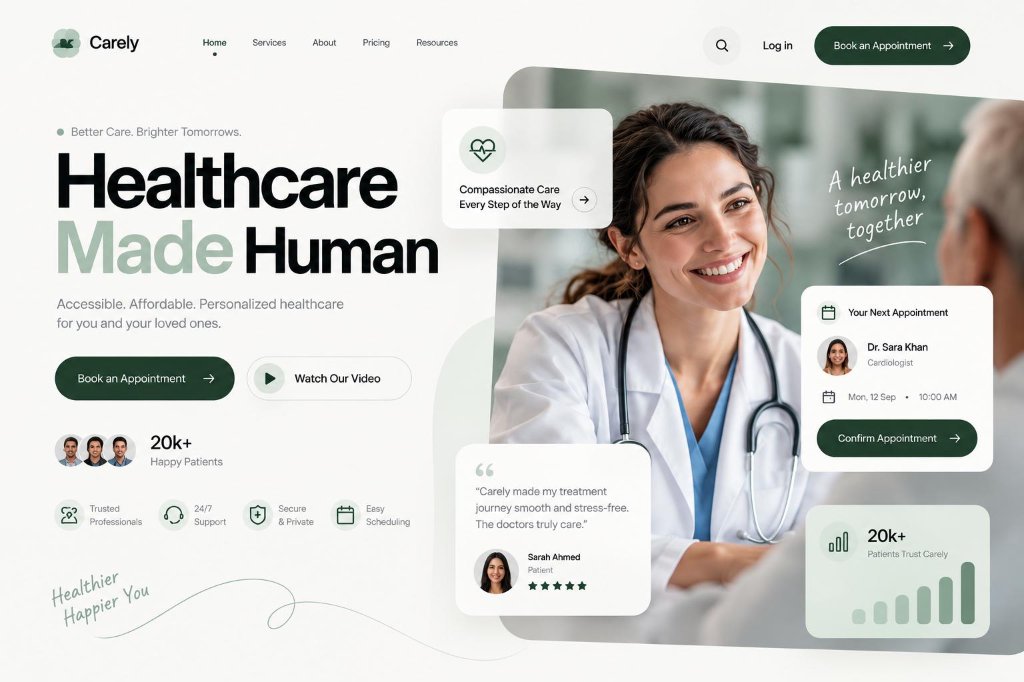 Carely
Home
Services
About
Pricing
Resources
Log in
Book an Appointment
Better Care. Brighter Tomorrows.
Healthcare
Made Human
Accessible. Affordable. Personalized healthcare
for you and your loved ones.
Book an Appointment
Watch Our Video
20k+
Happy Patients
Trusted
Professionals
24/7
Support
Secure
& Private
Easy
Scheduling
Healthier
Happier You
Compassionate Care
Every Step of the Way
A healthier
tomorrow,
together
Your Next Appointment
Dr. Sara Khan
Cardiologist
Mon, 12 Sep • 10:00 AM
Confirm Appointment
“Carely made my treatment
journey smooth and stress-free.
The doctors truly care.”
Sarah Ahmed
Patient
20k+
Patients Trust Carely